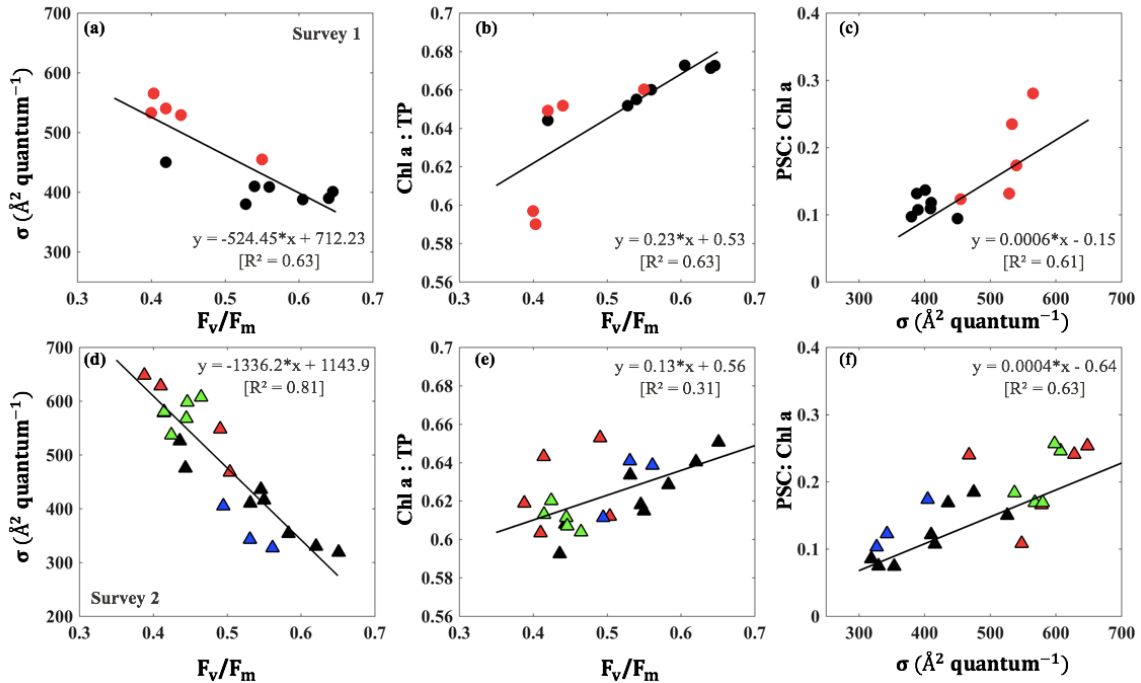 (a)
Survey 1
700
600
500
400
300
σ (Å² quantum⁻¹)
y = -524.45*x + 712.23
[R² = 0.63]
0.3 0.4 0.5 0.6 0.7
Fᵥ/Fₘ
(b)
0.68
0.66
0.64
0.62
0.60
0.58
0.56
Chl a : TP
y = 0.23*x + 0.53
[R² = 0.63]
0.3 0.4 0.5 0.6 0.7
Fᵥ/Fₘ
(c)
0.4
0.3
0.2
0.1
0
PSC: Chl a
y = 0.0006*x - 0.15
[R² = 0.61]
300 400 500 600 700
σ (Å² quantum⁻¹)
(d)
y = -1336.2*x + 1143.9
[R² = 0.81]
700
600
500
400
300
200
σ (Å² quantum⁻¹)
Survey 2
0.3 0.4 0.5 0.6 0.7
Fᵥ/Fₘ
(e)
y = 0.13*x + 0.56
[R² = 0.31]
0.68
0.66
0.64
0.62
0.60
0.58
0.56
Chl a : TP
0.3 0.4 0.5 0.6 0.7
Fᵥ/Fₘ
(f)
y = 0.0004*x - 0.64
[R² = 0.63]
0.4
0.3
0.2
0.1
0
PSC: Chl a
300 400 500 600 700
σ (Å² quantum⁻¹)